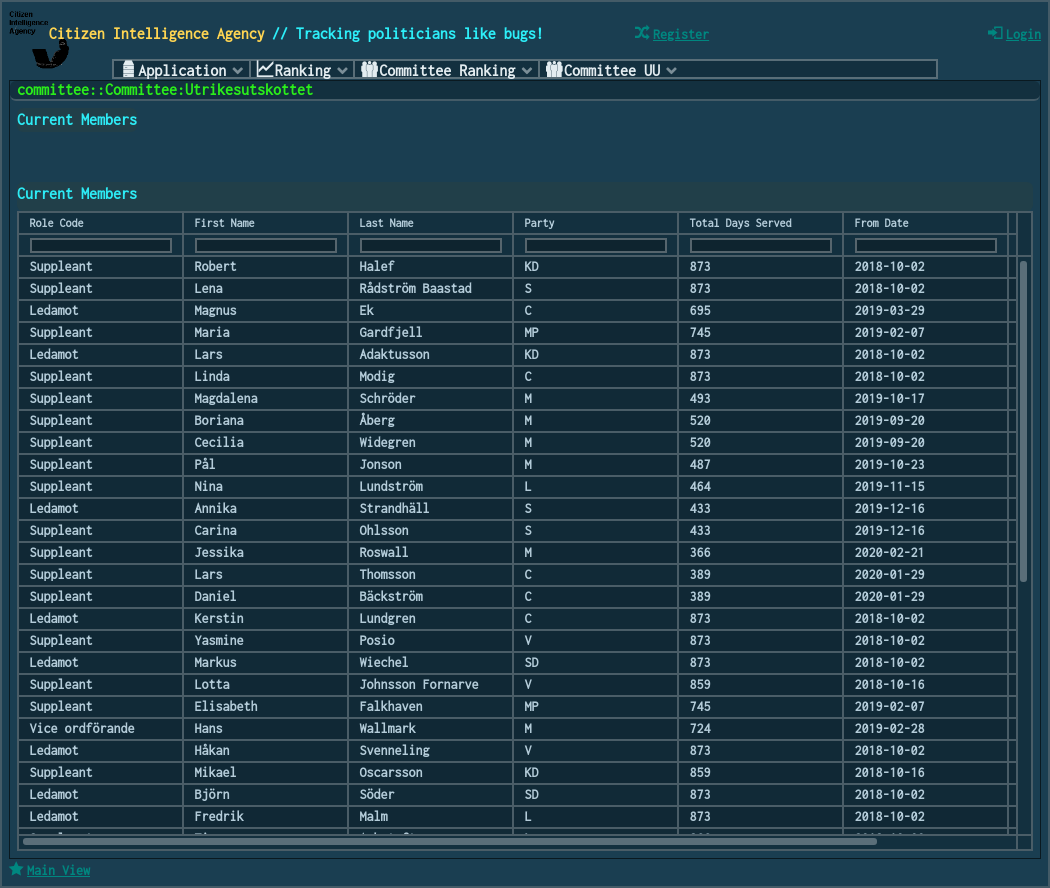 Citizen
Intelligence
Agency
Citizen Intelligence Agency // Tracking politicians like bugs!
Register
Login
Application Ranking Committee Ranking Committee UU
committee::Committee:Utrikesutskottet
Current Members
Current Members
Role Code First Name Last Name Party Total Days Served From Date
Suppleant Robert Halef KD 873 2018-10-02
Suppleant Lena Rådström Baastad S 873 2018-10-02
Ledamot Magnus Ek C 695 2019-03-29
Suppleant Maria Gardfjell MP 745 2019-02-07
Ledamot Lars Adaktusson KD 873 2018-10-02
Suppleant Linda Modig C 873 2018-10-02
Suppleant Magdalena Schröder M 493 2019-10-17
Suppleant Boriana Åberg M 520 2019-09-20
Suppleant Cecilia Widegren M 520 2019-09-20
Suppleant Pål Jonson M 487 2019-10-23
Suppleant Nina Lundström L 464 2019-11-15
Ledamot Annika Strandhäll S 433 2019-12-16
Suppleant Carina Ohlsson S 433 2019-12-16
Suppleant Jessika Roswall M 366 2020-02-21
Suppleant Lars Thomsson C 389 2020-01-29
Suppleant Daniel Bäckström C 389 2020-01-29
Ledamot Kerstin Lundgren C 873 2018-10-02
Suppleant Yasmine Posio V 873 2018-10-02
Ledamot Markus Wiechel SD 873 2018-10-02
Suppleant Lotta Johnsson Fornarve V 859 2018-10-16
Suppleant Elisabeth Falkhaven MP 745 2019-02-07
Vice ordförande Hans Wallmark M 724 2019-02-28
Ledamot Håkan Svenneling V 873 2018-10-02
Suppleant Mikael Oscarsson KD 859 2018-10-16
Ledamot Björn Söder SD 873 2018-10-02
Ledamot Fredrik Malm L 873 2018-10-02
Main View